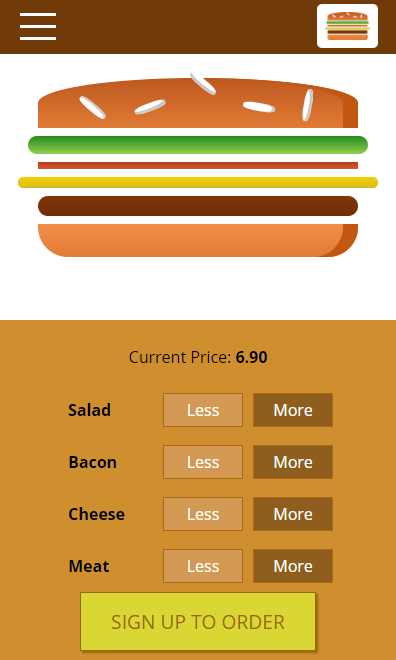 Current Price: 6.90
Salad Less More
Bacon Less More
Cheese Less More
Meat Less More
SIGN UP TO ORDER